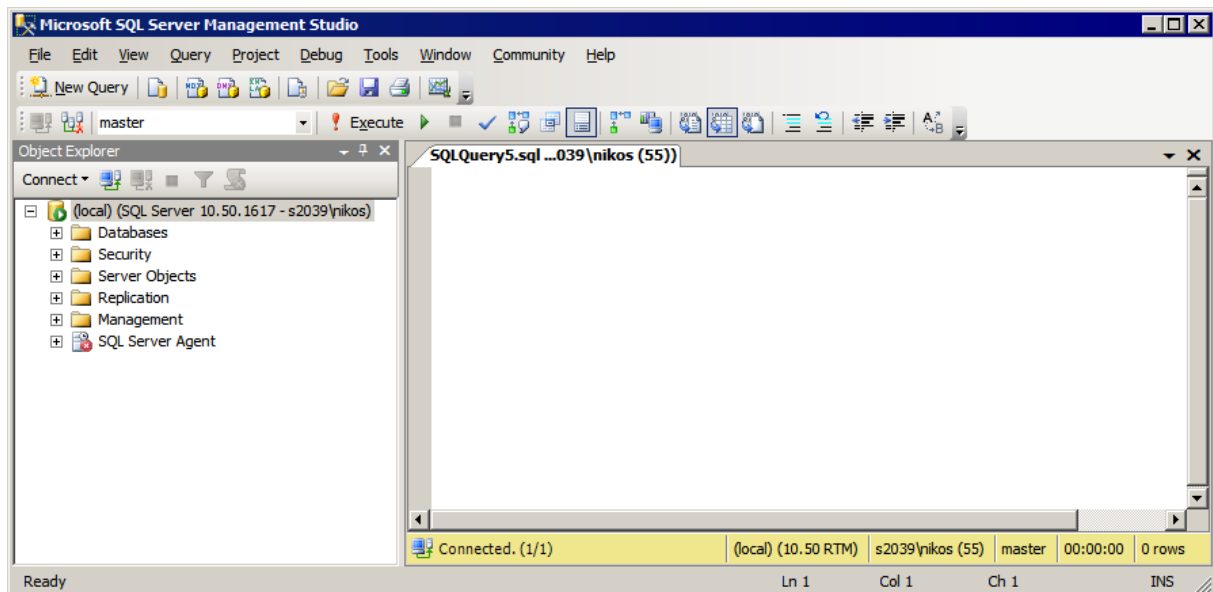 Microsoft SQL Server Management Studio
File Edit View Query Project Debug Tools Window Community Help
New Query
master Execute
Object Explorer
SQLQuery5.sql ...039\nikos (55))
Connect
(local) (SQL Server 10.50.1617 - s2039\nikos)
Databases
Security
Server Objects
Replication
Management
SQL Server Agent
Connected. (1/1) (local) (10.50 RTM) s2039\nikos (55) master 00:00:00 0 rows
Ready Ln 1 Col 1 Ch 1 INS